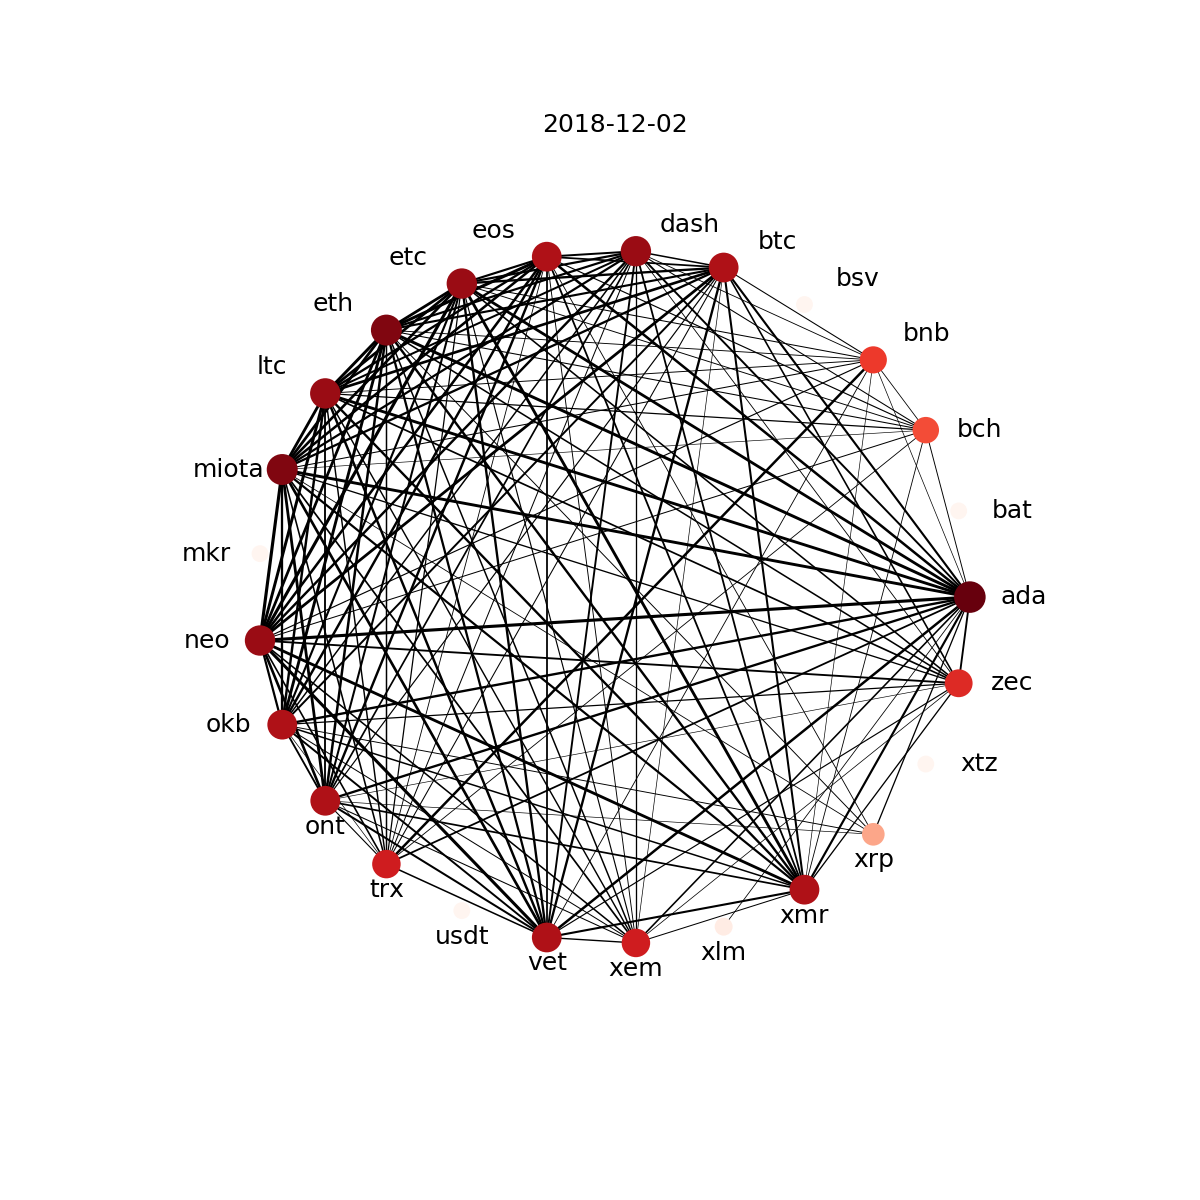 2018-12-02
dash
eos
btc
etc
bsv
eth
bnb
ltc
bch
miota
bat
mkr
ada
neo
zec
okb
xtz
ont
xrp
trx
xmr
usdt
xlm
vet
xem